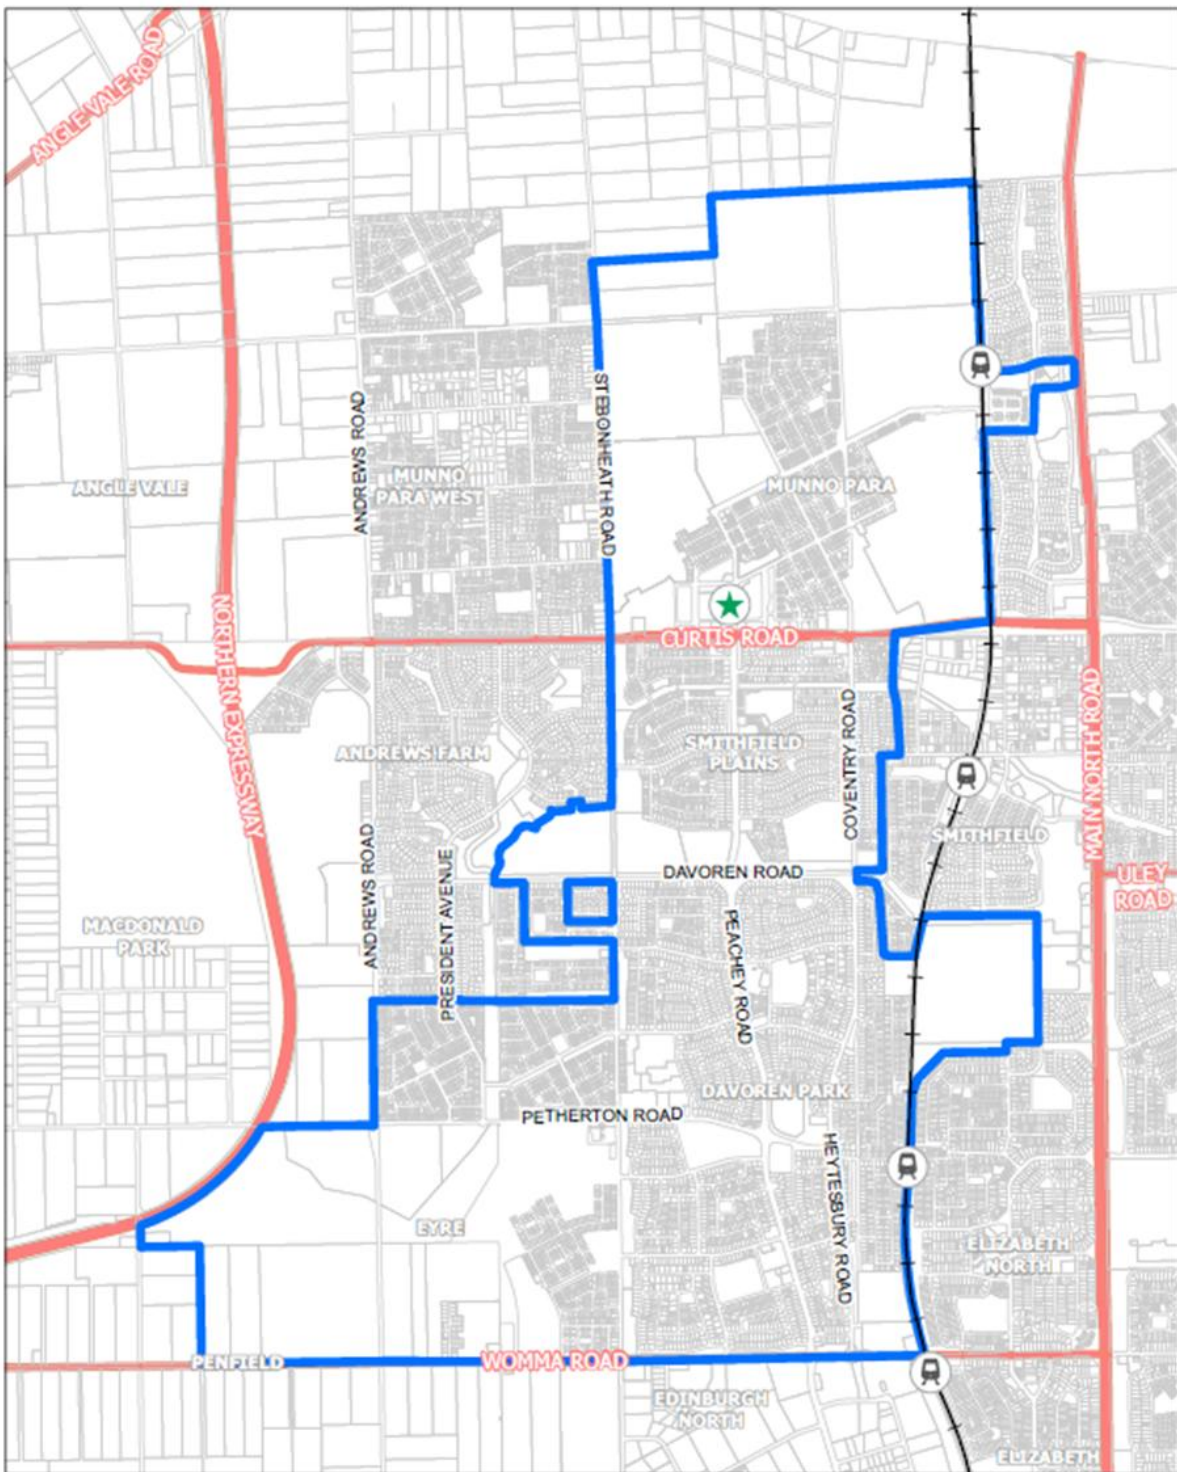 ANGLE VALE ROAD
STEBONHEATH ROAD
ANDREWS ROAD
MUNNO
PARA WEST
ANGLE VALE
MUNNO PARA
NORTHERN EXPRESSWAY
CURTIS ROAD
MAIN NORTH ROAD
COVENTRY ROAD
SMITHFIELD
PLAINS
ANDREWS FARM
SMITHFIELD
ANDREWS ROAD
PRESIDENT AVENUE
DAVOREN ROAD
ULEY
ROAD
MACDONALD
PARK
PEACHEY ROAD
DAVOREN PARK
PETHERTON ROAD
HEYTESBURY ROAD
EYRE
ELIZABETH
NORTH
PENFIELD
WOMMA ROAD
EDINBURGH
NORTH
ELIZABETH